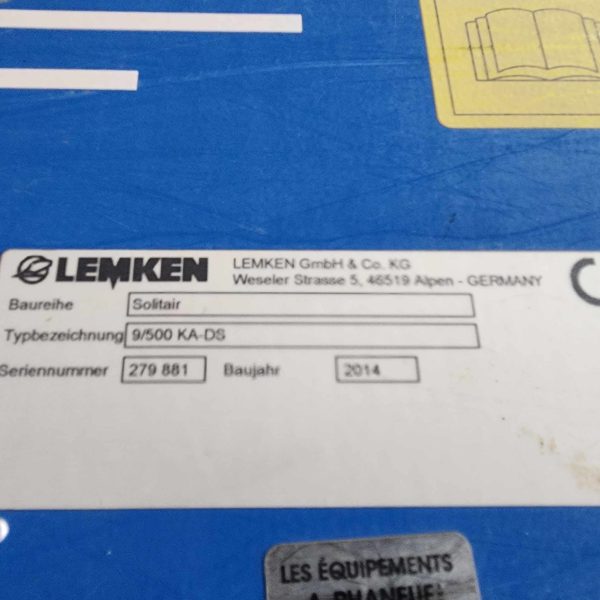 LEMKEN
LEMKEN GmbH & Co. KG
Weseler Strasse 5, 46519 Alpen - GERMANY
Baureihe Solitair
Typbezeichnung 9/500 KA-DS
Seriennummer 279 881 Baujahr 2014
LES ÉQUIPEMENTS
A. PHANEUF